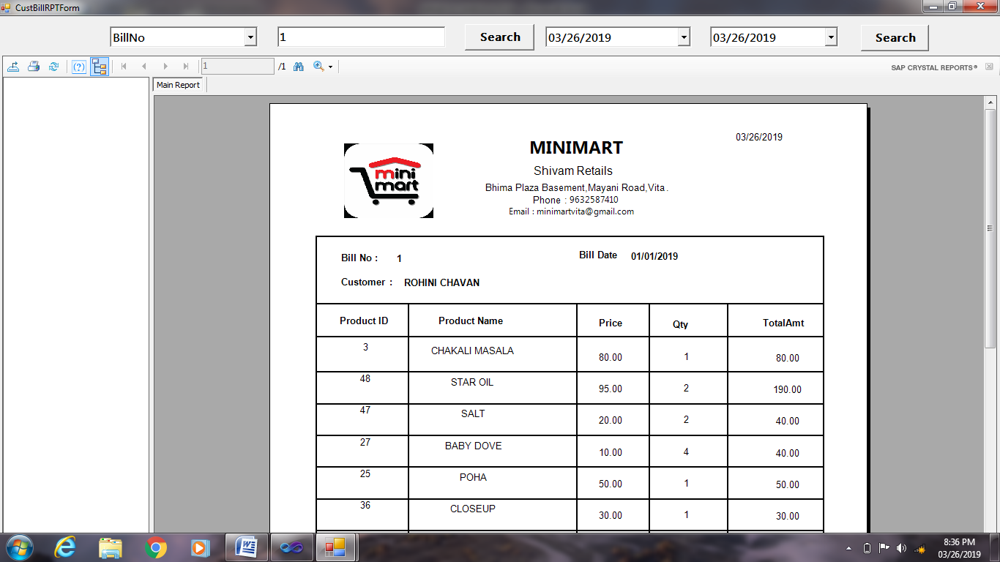 CustBillRPTForm
BillNo 1 Search 03/26/2019 03/26/2019 Search
1 /1 SAP CRYSTAL REPORTS®
Main Report
03/26/2019
mini
mart
MINIMART
Shivam Retails
Bhima Plaza Basement,Mayani Road,Vita .
Phone : 9632587410
Email : minimartvita@gmail.com
Bill No : 1 Bill Date 01/01/2019
Customer : ROHINI CHAVAN
Product ID Product Name Price Qty TotalAmt
3 CHAKALI MASALA 80.00 1 80.00
48 STAR OIL 95.00 2 190.00
47 SALT 20.00 2 40.00
27 BABY DOVE 10.00 4 40.00
25 POHA 50.00 1 50.00
36 CLOSEUP 30.00 1 30.00
8:36 PM
03/26/2019